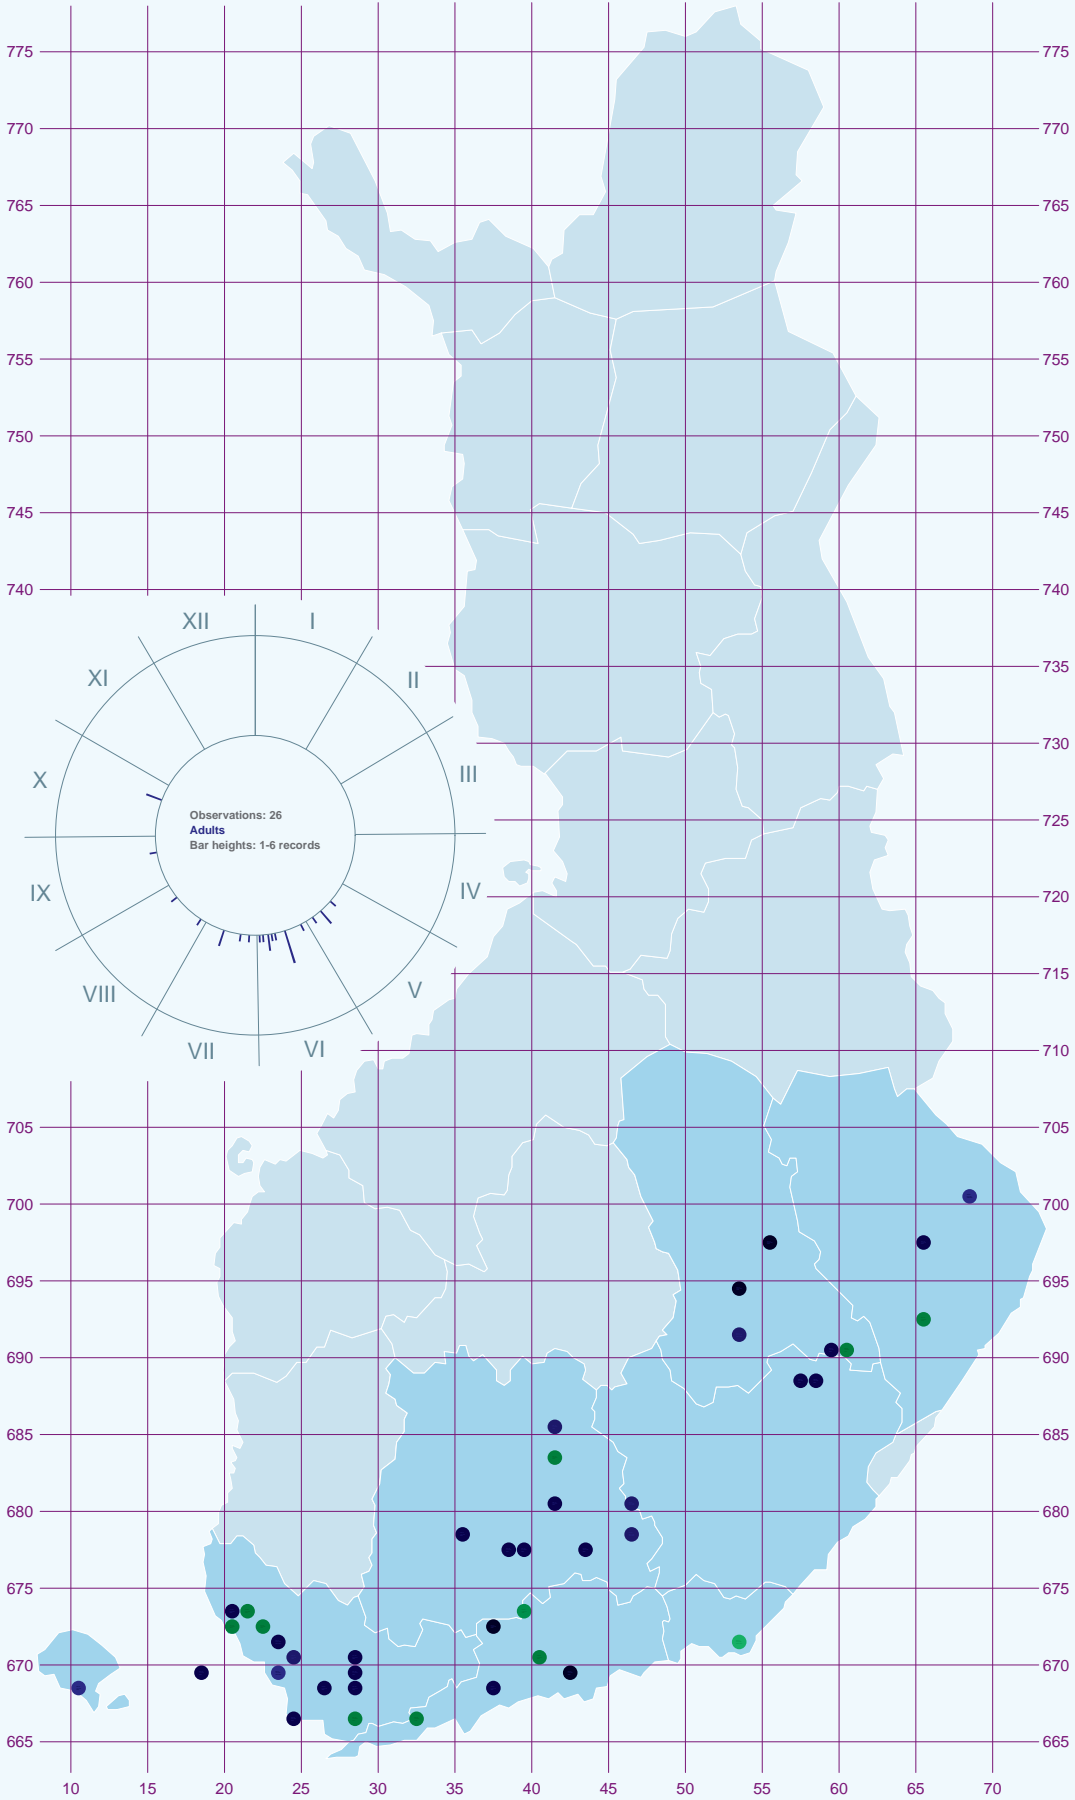 775 775
770 770
765 765
760 760
755 755
750 750
745 745
740 740
XII I
735
XI II
730
X III
Observations: 26
725
Adults
Bar heights: 1-6 records
IX IV
720
715
VIII V
VII VI
710
705
700 700
695 695
690 690
685 685
680 680
675 675
670 670
665 665
10 15 20 25 30 35 40 45 50 55 60 65 70
705